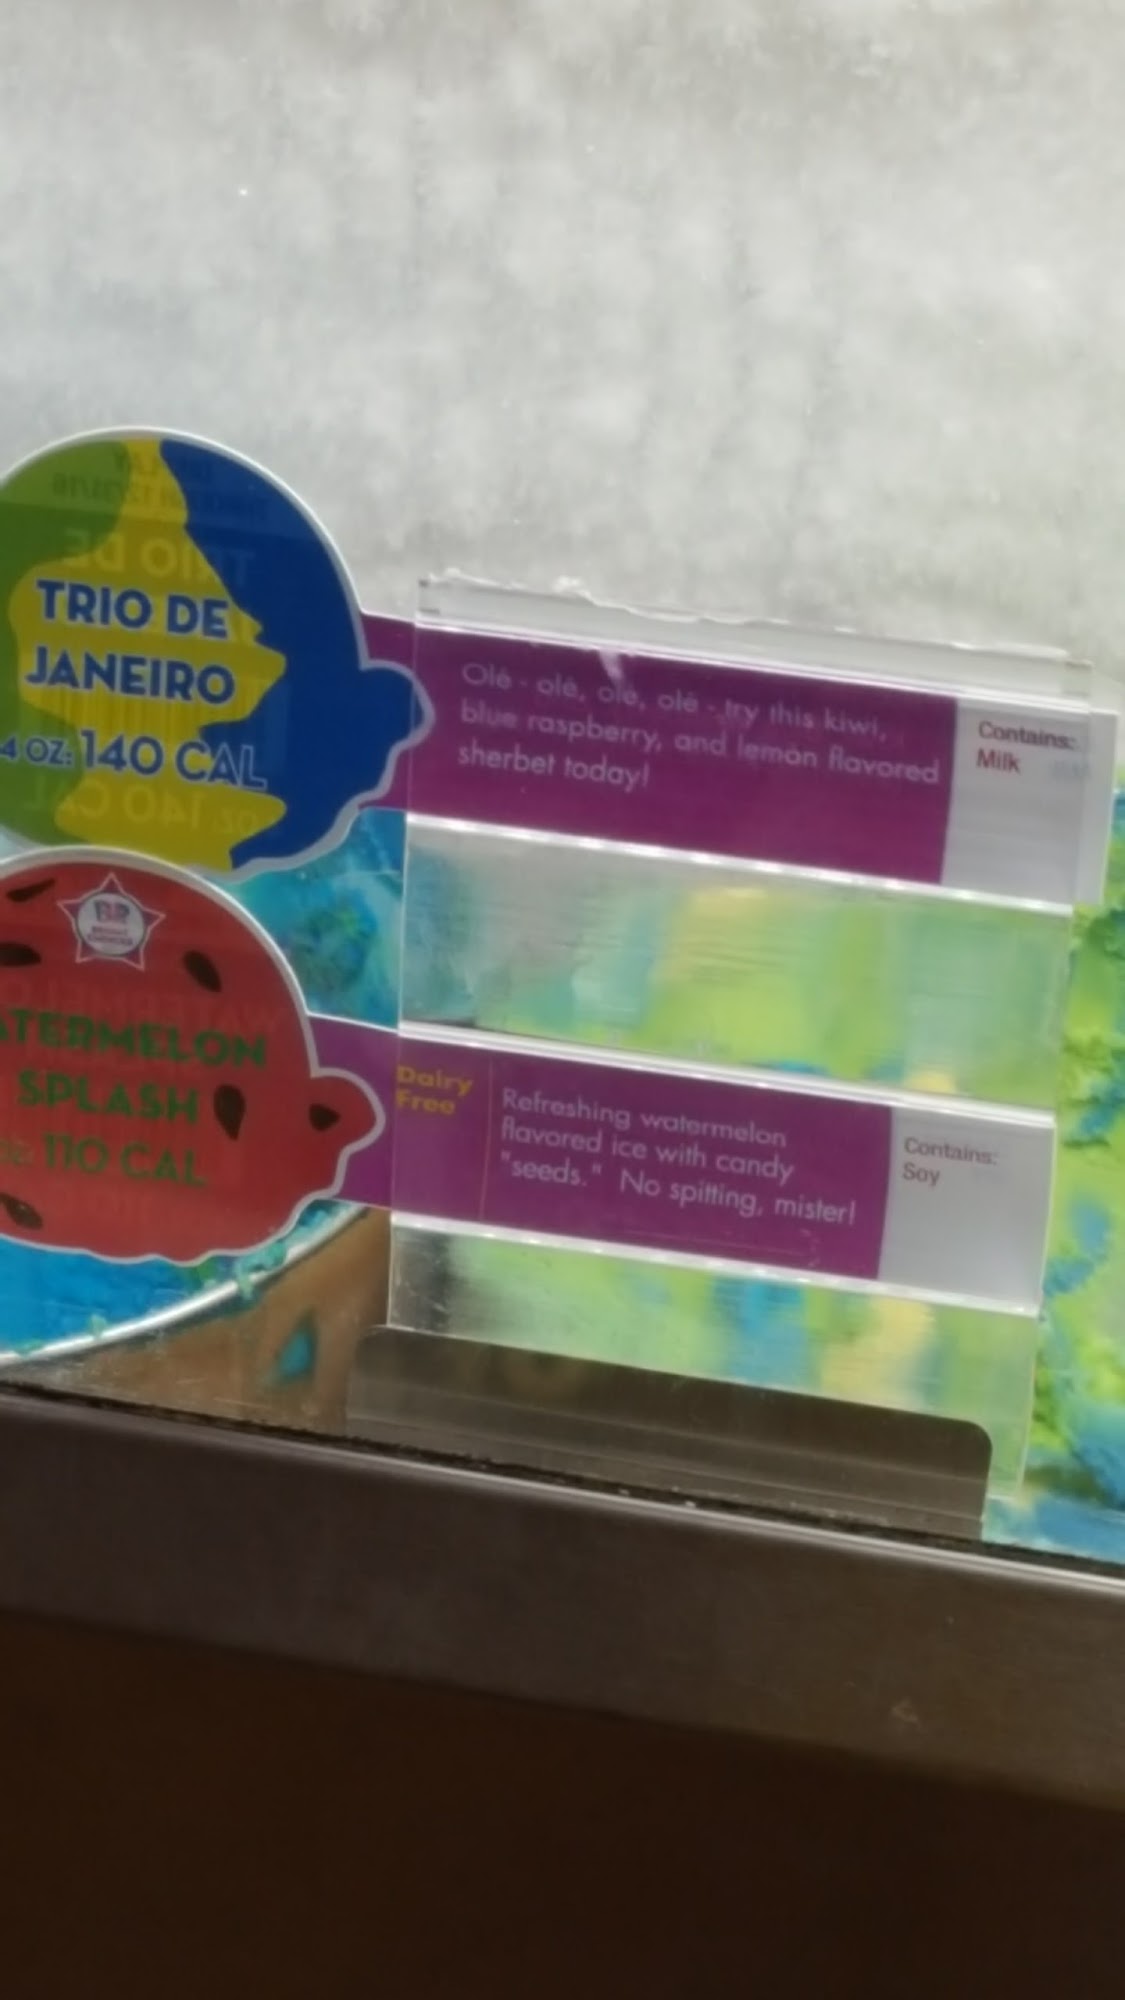 TRIO DE
JANEIRO
4 OZ: 140 CAL
Olé - olé, olé, olé - try this kiwi,
blue raspberry, and lemon flavored
sherbet today!
Contains:
Milk
BR
ATERMELON
SPLASH
110 CAL
Dairy
Free
Refreshing watermelon
flavored ice with candy
"seeds." No spitting, mister!
Contains:
Soy